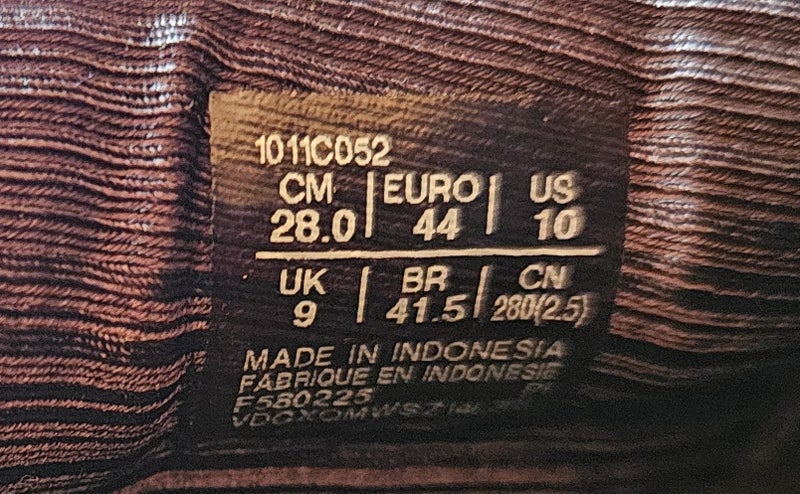 1011C052
CM | EURO | US
28.0 | 44 | 10
UK | BR | CN
9 | 41.5 | 280(2.5)
MADE IN INDONESIA
FABRIQUE EN INDONESIE
F580225